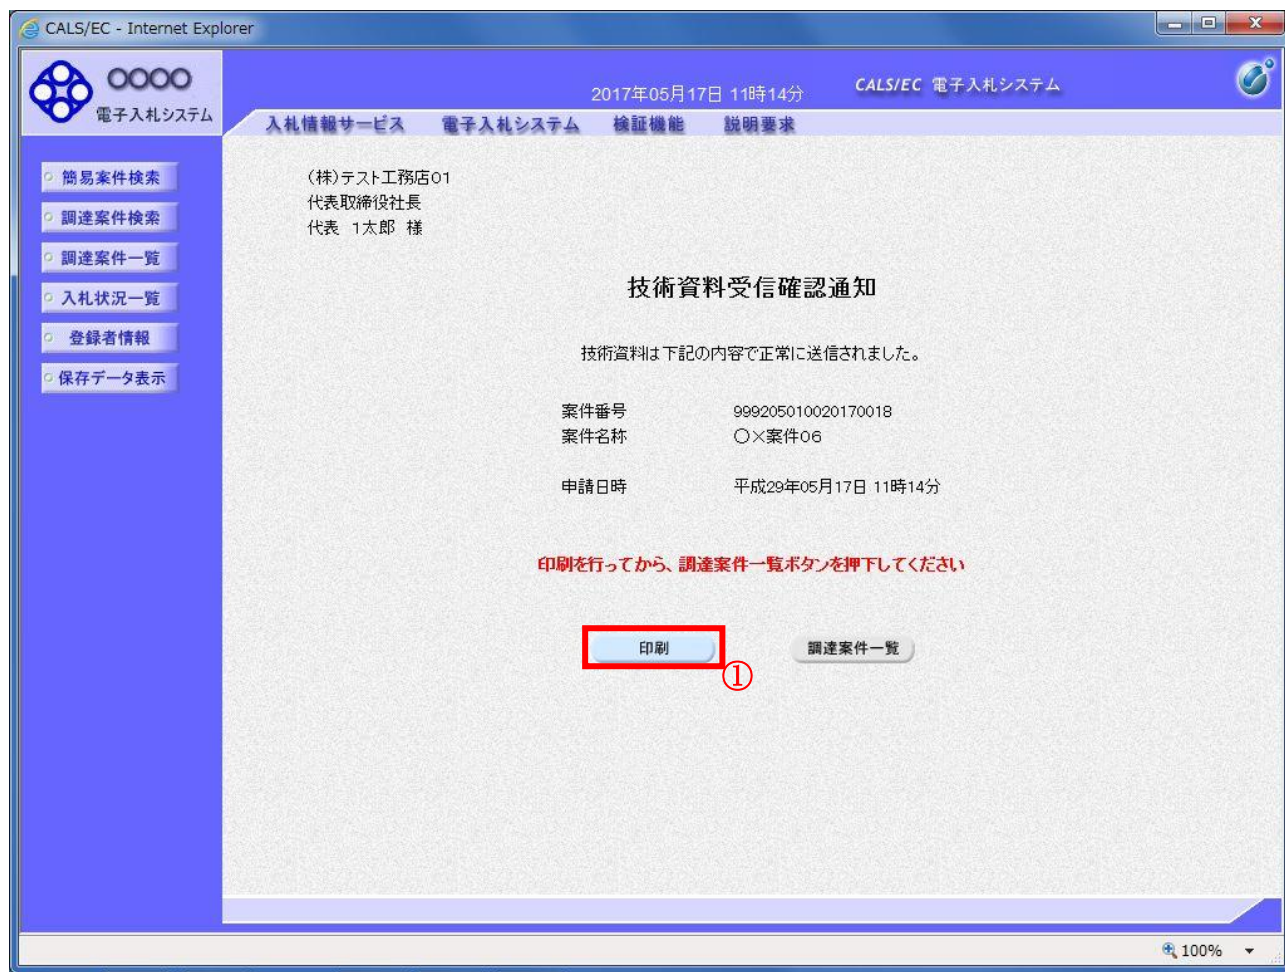 CALS/EC - Internet Explorer
〇〇〇〇
電子入札システム
2017年05月17日 11時14分
CALS/EC 電子入札システム
入札情報サービス 電子入札システム 検証機能 説明要求
簡易案件検索
調達案件検索
調達案件一覧
入札状況一覧
登録者情報
保存データ表示
(株)テスト工務店01
代表取締役社長
代表 1太郎 様
技術資料受信確認通知
技術資料は下記の内容で正常に送信されました。
案件番号 999205010020170018
案件名称 〇×案件06
申請日時 平成29年05月17日 11時14分
印刷を行ってから、調達案件一覧ボタンを押下してください
印刷 調達案件一覧
①
100%